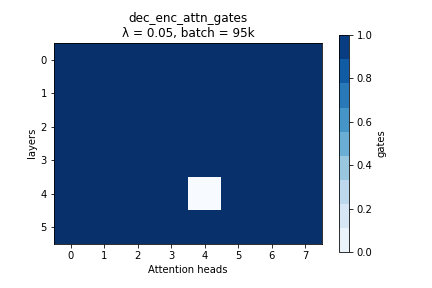 dec_enc_attn_gates
λ = 0.05, batch = 95k
layers
0
1
2
3
4
5
0 1 2 3 4 5 6 7
Attention heads
1.0
0.8
0.6
0.4
0.2
0.0
gates